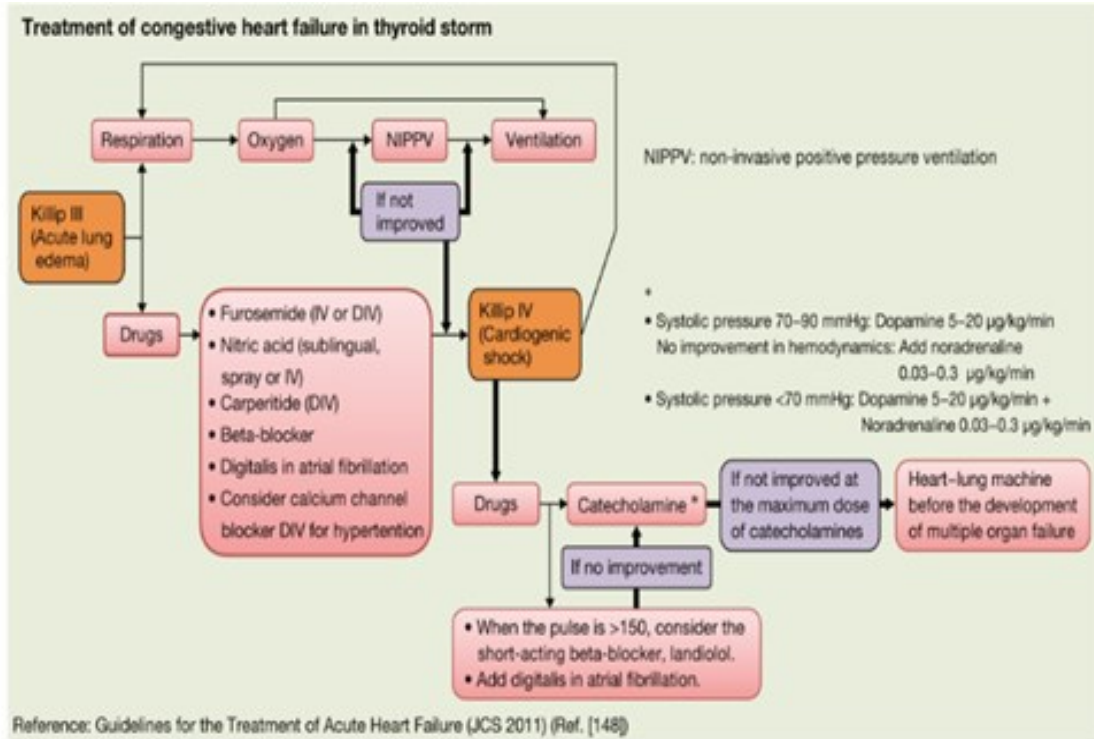 Treatment of congestive heart failure in thyroid storm
Respiration
Oxygen
NIPPV
Ventilation
NIPPV: non-invasive positive pressure ventilation
If not
improved
Killip III
(Acute lung
edema)
Drugs
• Furosemide (IV or DIV)
• Nitric acid (sublingual,
spray or IV)
• Carperitide (DIV)
• Beta-blocker
• Digitalis in atrial fibrillation
• Consider calcium channel
blocker DIV for hypertention
Killip IV
(Cardiogenic
shock)
*
• Systolic pressure 70–90 mmHg: Dopamine 5–20 µg/kg/min
No improvement in hemodynamics: Add noradrenaline
0.03–0.3 µg/kg/min
• Systolic pressure <70 mmHg: Dopamine 5–20 µg/kg/min +
Noradrenaline 0.03–0.3 µg/kg/min
Drugs
Catecholamine *
If not improved at
the maximum dose
of catecholamines
Heart–lung machine
before the development
of multiple organ failure
If no improvement
• When the pulse is >150, consider the
short-acting beta-blocker, landiolol.
• Add digitalis in atrial fibrillation.
Reference: Guidelines for the Treatment of Acute Heart Failure (JCS 2011) (Ref. [148])